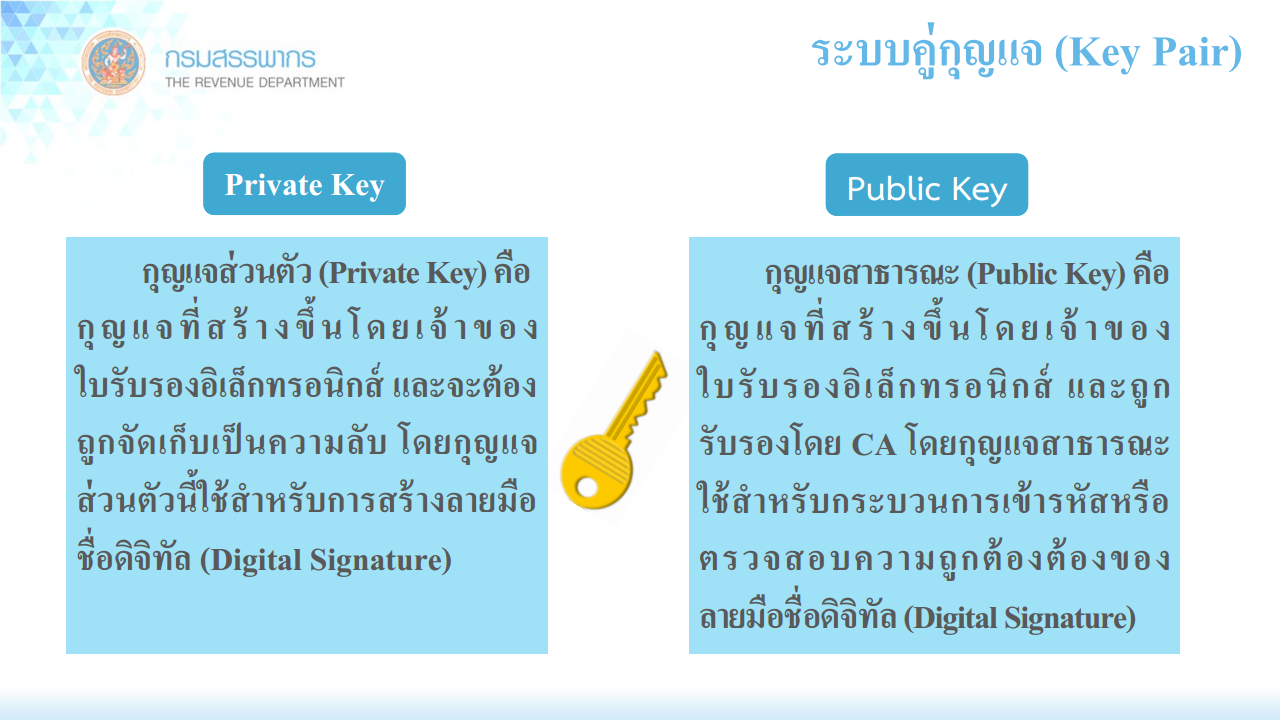 กรมสรรพากร
THE REVENUE DEPARTMENT
ระบบคู่กุญแจ (Key Pair)
Private Key
กุญแจส่วนตัว (Private Key) คือ
กุญแจที่สร้างขึ้นโดยเจ้าของ
ใบรับรองอิเล็กทรอนิกส์ และจะต้อง
ถูกจัดเก็บเป็นความลับ โดยกุญแจ
ส่วนตัวนี้ใช้สำหรับการสร้างลายมือ
ชื่อดิจิทัล (Digital Signature)
Public Key
กุญแจสาธารณะ (Public Key) คือ
กุญแจที่สร้างขึ้นโดยเจ้าของ
ใบรับรองอิเล็กทรอนิกส์ และถูก
รับรองโดย CA โดยกุญแจสาธารณะ
ใช้สำหรับกระบวนการเข้ารหัสหรือ
ตรวจสอบความถูกต้องต้องของ
ลายมือชื่อดิจิทัล (Digital Signature)